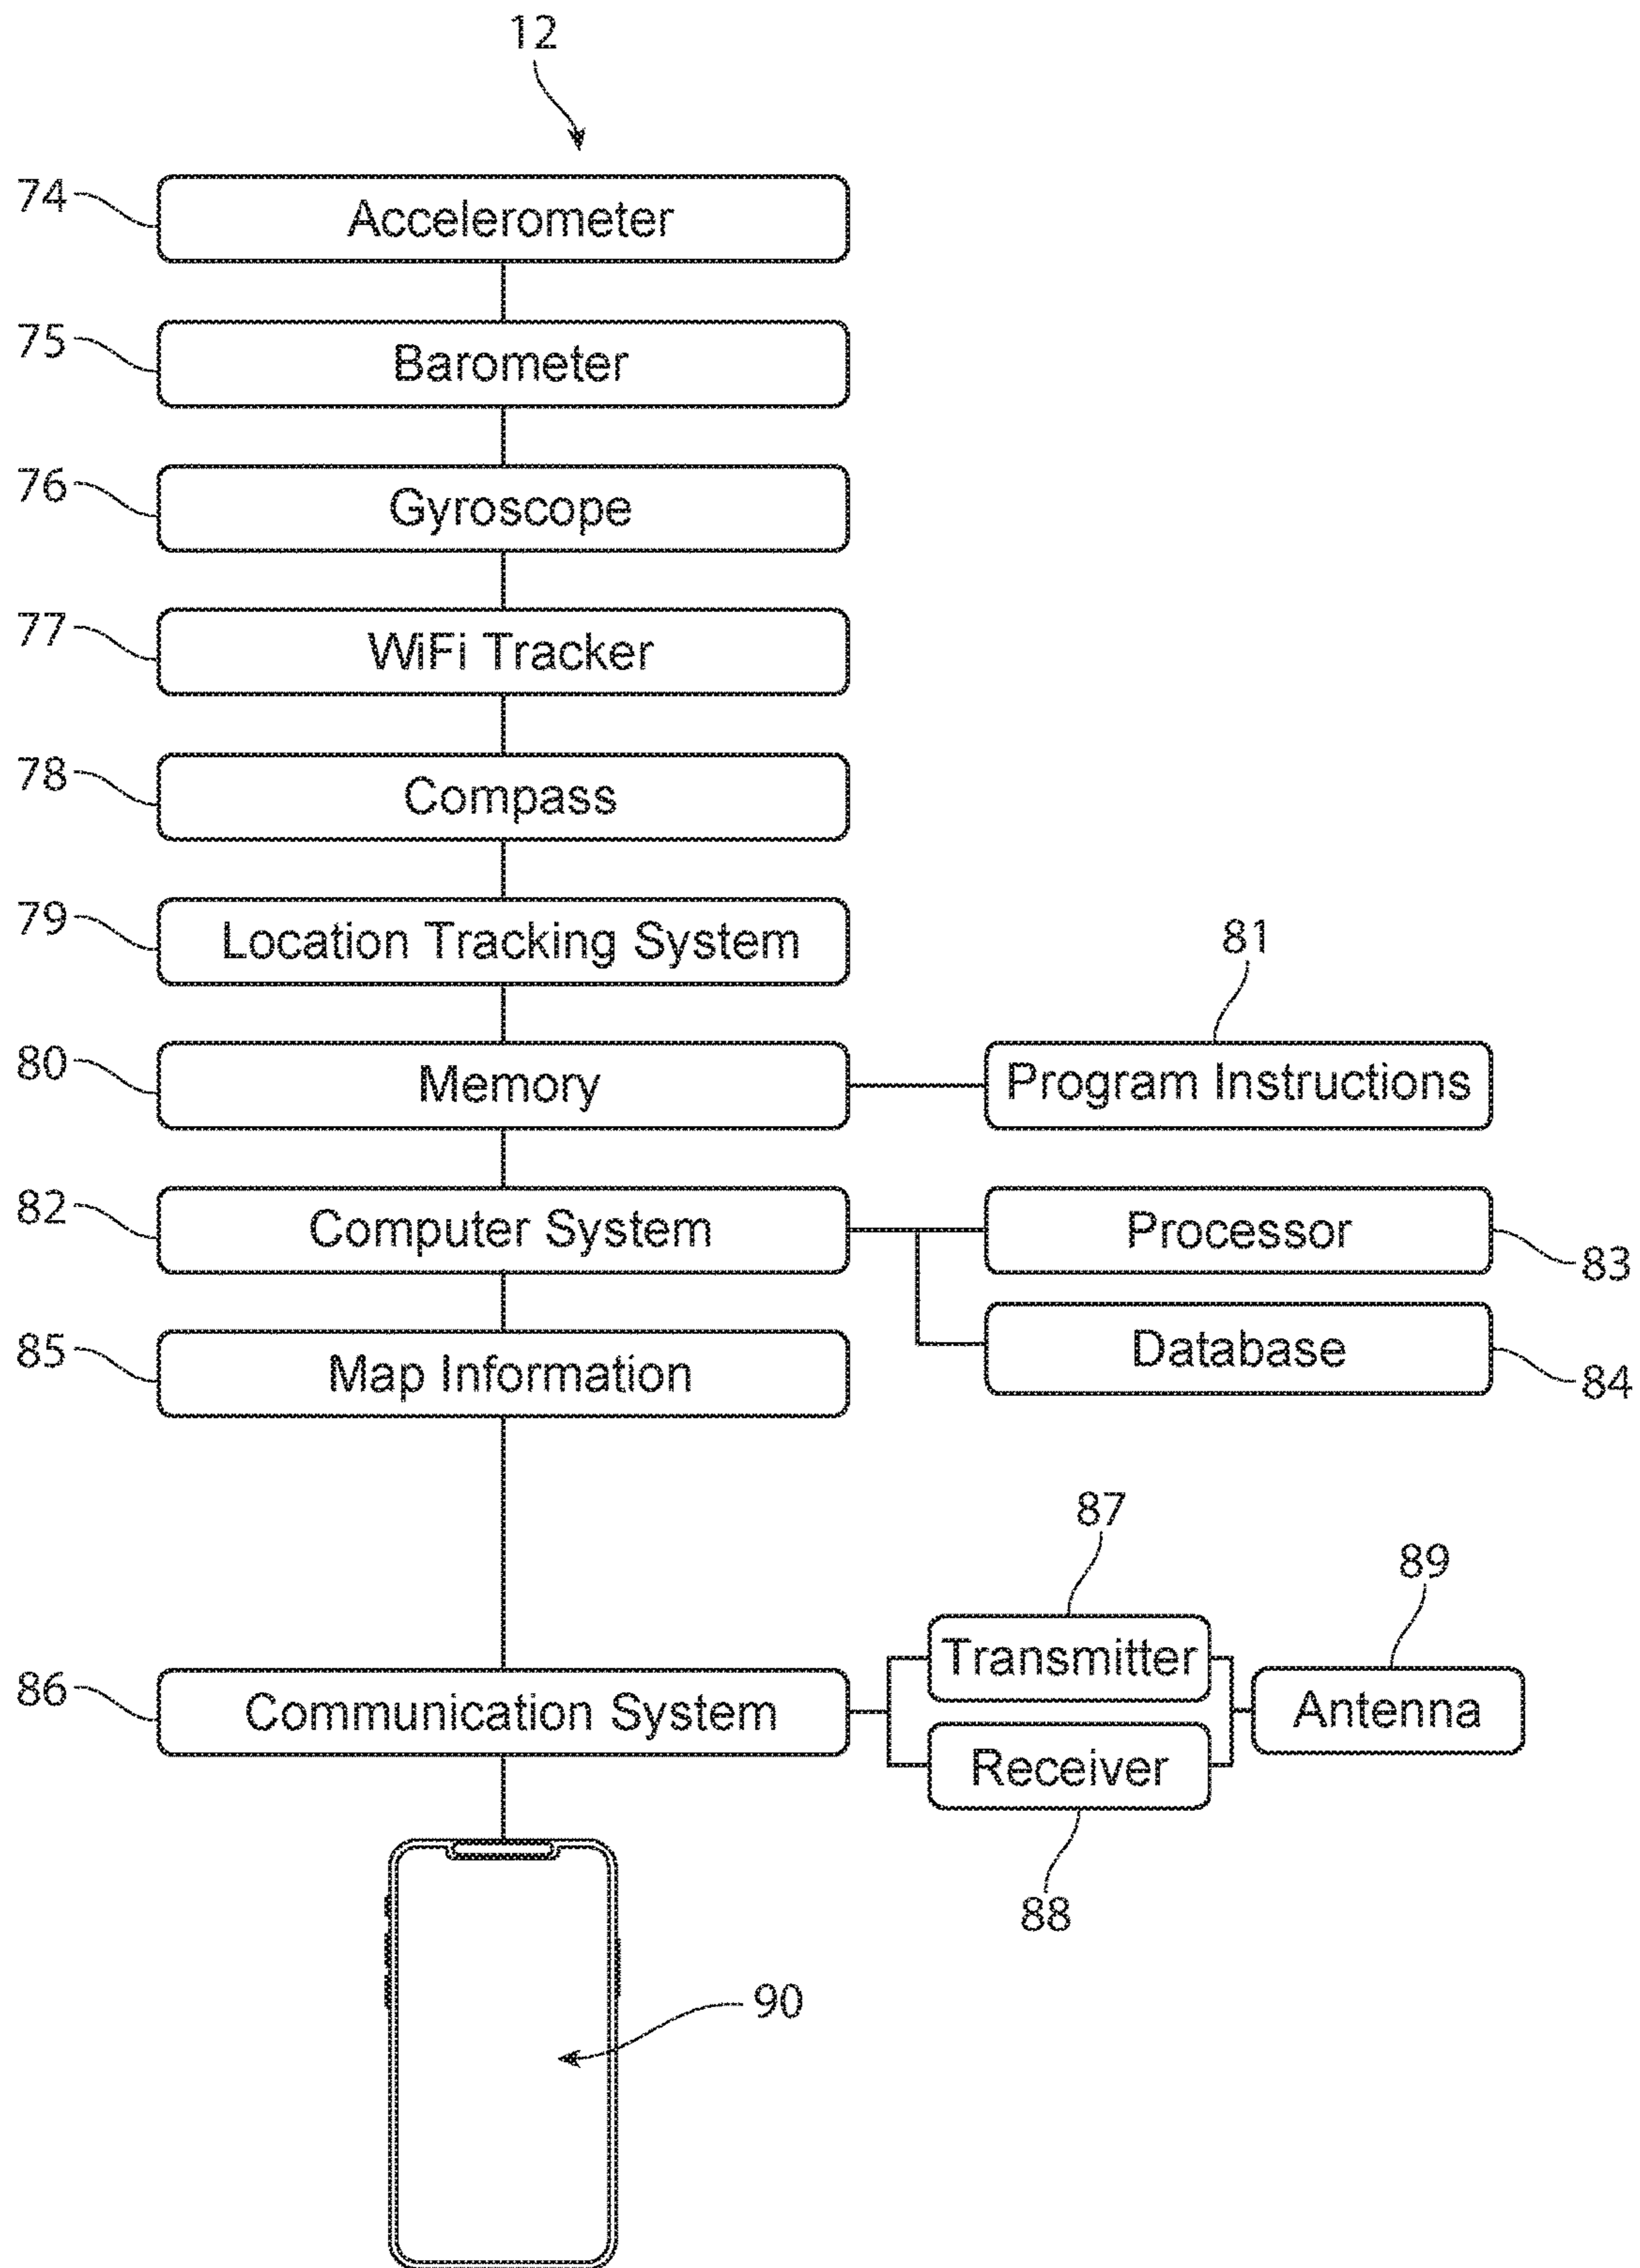 12
74
Accelerometer
75
Barometer
76
Gyroscope
77
WiFi Tracker
78
Compass
79
Location Tracking System
81
80
Memory
Program Instructions
82
Computer System
Processor
83
85
Map Information
Database
84
87
89
86
Communication System
Transmitter
Antenna
Receiver
88
90